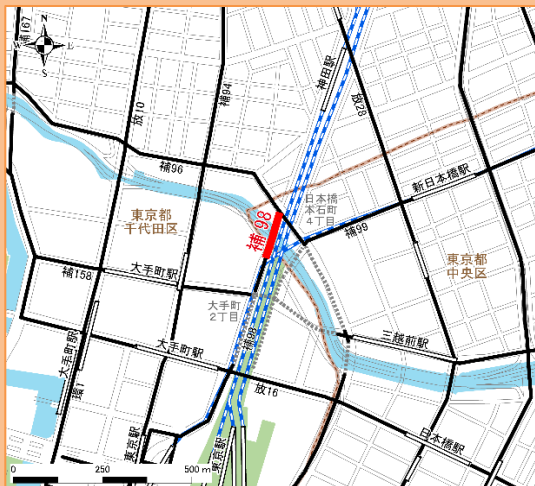 補167
N
W
E
S
放10
補94
神田駅
放28
補96
新日本橋駅
日本橋
本石町
4丁目
東京都
千代田区
補98
補99
東京都
中央区
補158
大手町駅
大手町
2丁目
大手町駅
大手町駅
補98
三越前駅
環1
放16
東京駅
東京駅
日本橋駅
0
250
500 m